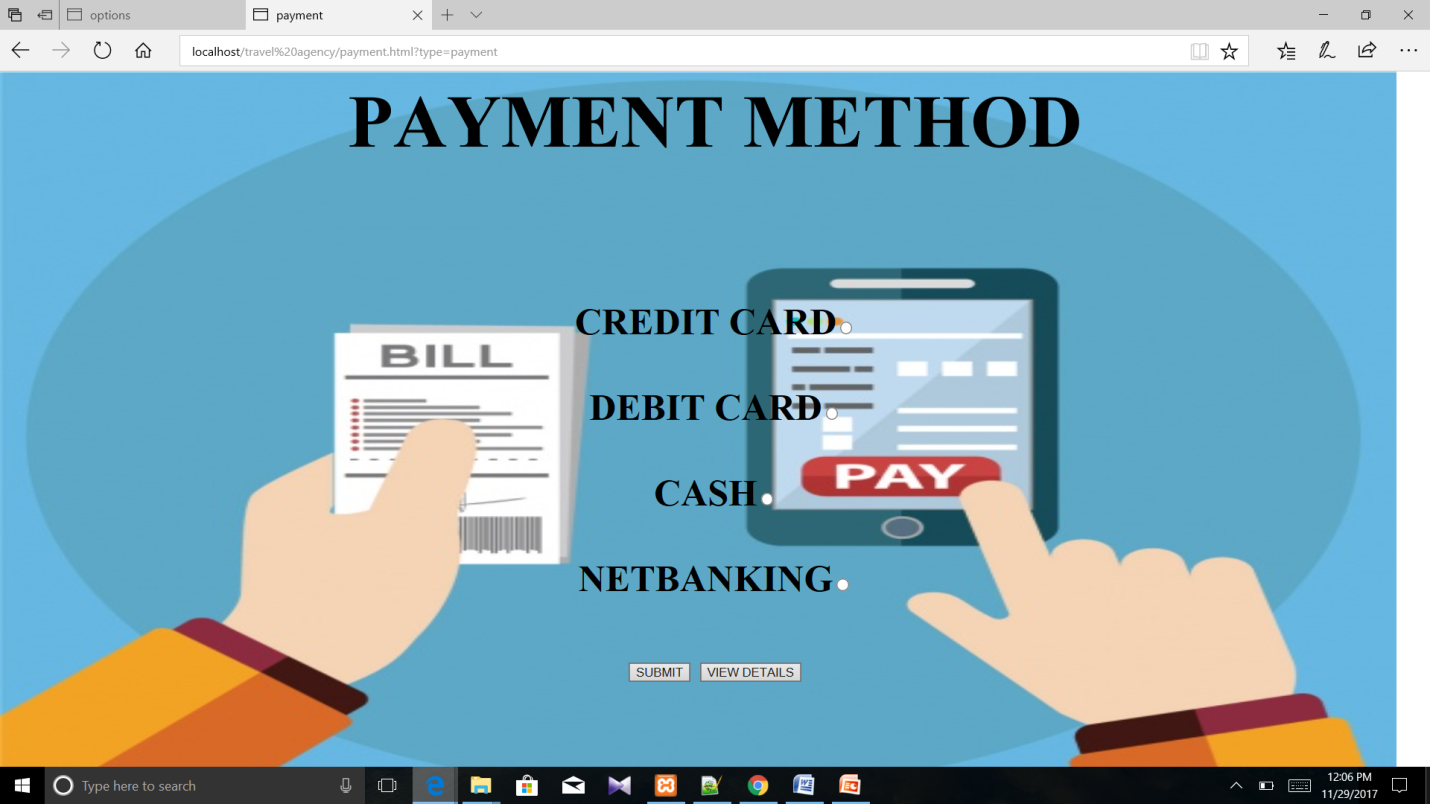 options
payment
localhost/travel%20agency/payment.html?type=payment
PAYMENT METHOD
CREDIT CARD
BILL
DEBIT CARD
PAY
CASH
NETBANKING
SUBMIT
VIEW DETAILS
Type here to search
12:06 PM
11/29/2017